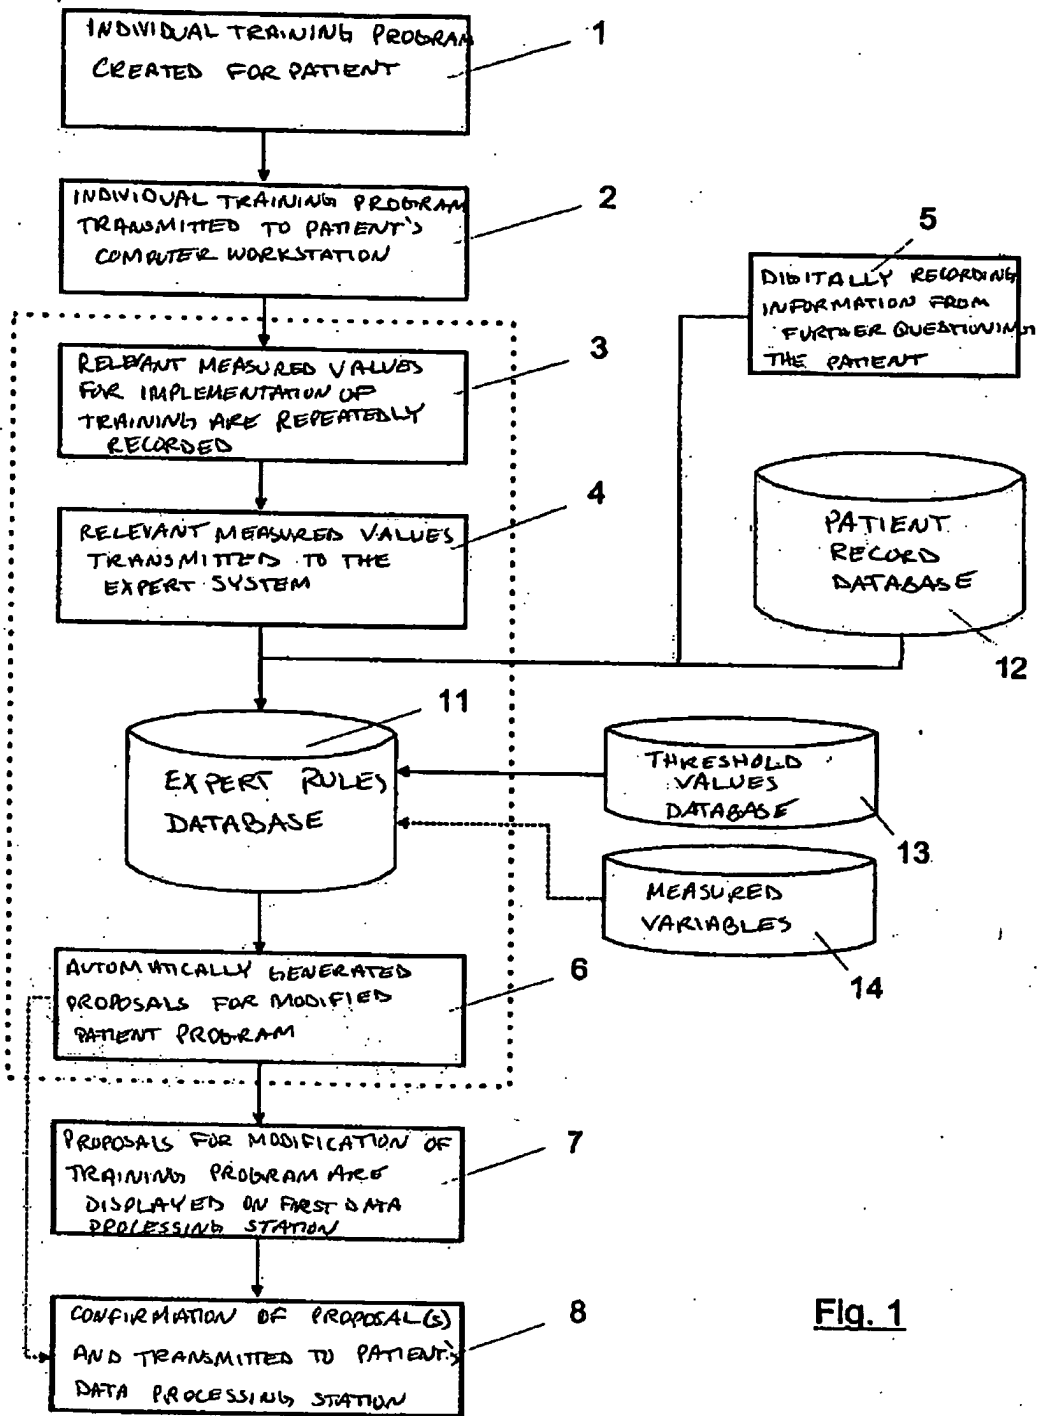 INDIVIDUAL TRAINING PROGRAM
CREATED FOR PATIENT
1
INDIVIDUAL TRAINING PROGRAM
TRANSMITTED TO PATIENT'S
COMPUTER WORKSTATION
2
5
DIGITALLY RECORDING
INFORMATION FROM
FURTHER QUESTIONING
THE PATIENT
RELEVANT MEASURED VALUES
FOR IMPLEMENTATION OF
TRAINING ARE REPEATEDLY
RECORDED
3
RELEVANT MEASURED VALUES
TRANSMITTED TO THE
EXPERT SYSTEM
4
PATIENT
RECORD
DATABASE
12
11
EXPERT RULES
DATABASE
THRESHOLD
VALUES
DATABASE
13
MEASURED
VARIABLES
14
AUTOMATICALLY GENERATED
PROPOSALS FOR MODIFIED
PATIENT PROGRAM
6
PROPOSALS FOR MODIFICATION OF
TRAINING PROGRAM ARE
DISPLAYED ON FIRST DATA
PROCESSING STATION
7
CONFIRMATION OF PROPOSAL(S)
AND TRANSMITTED TO PATIENT'S
DATA PROCESSING STATION
8
Fig. 1